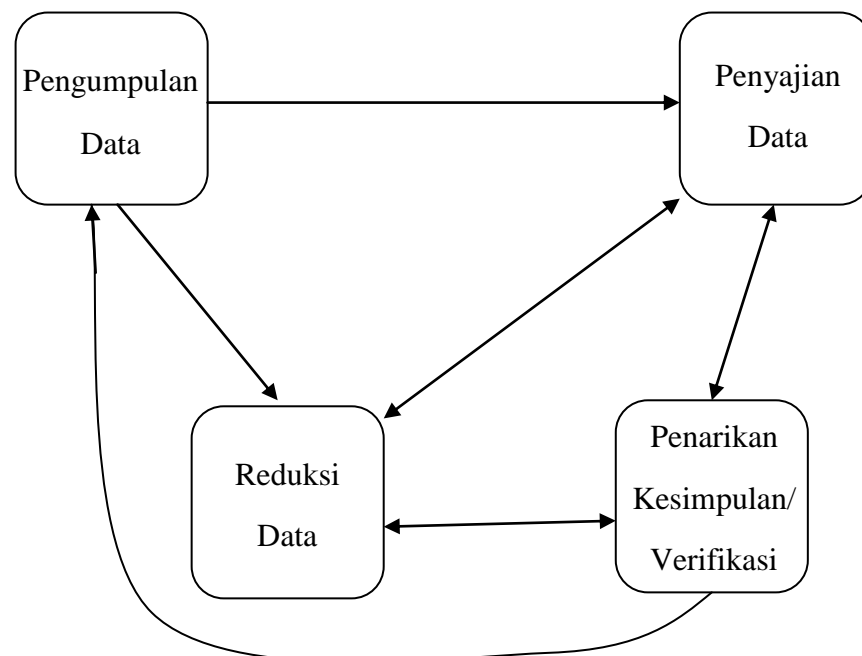 Pengumpulan
Data
Penyajian
Data
Reduksi
Data
Penarikan
Kesimpulan/
Verifikasi